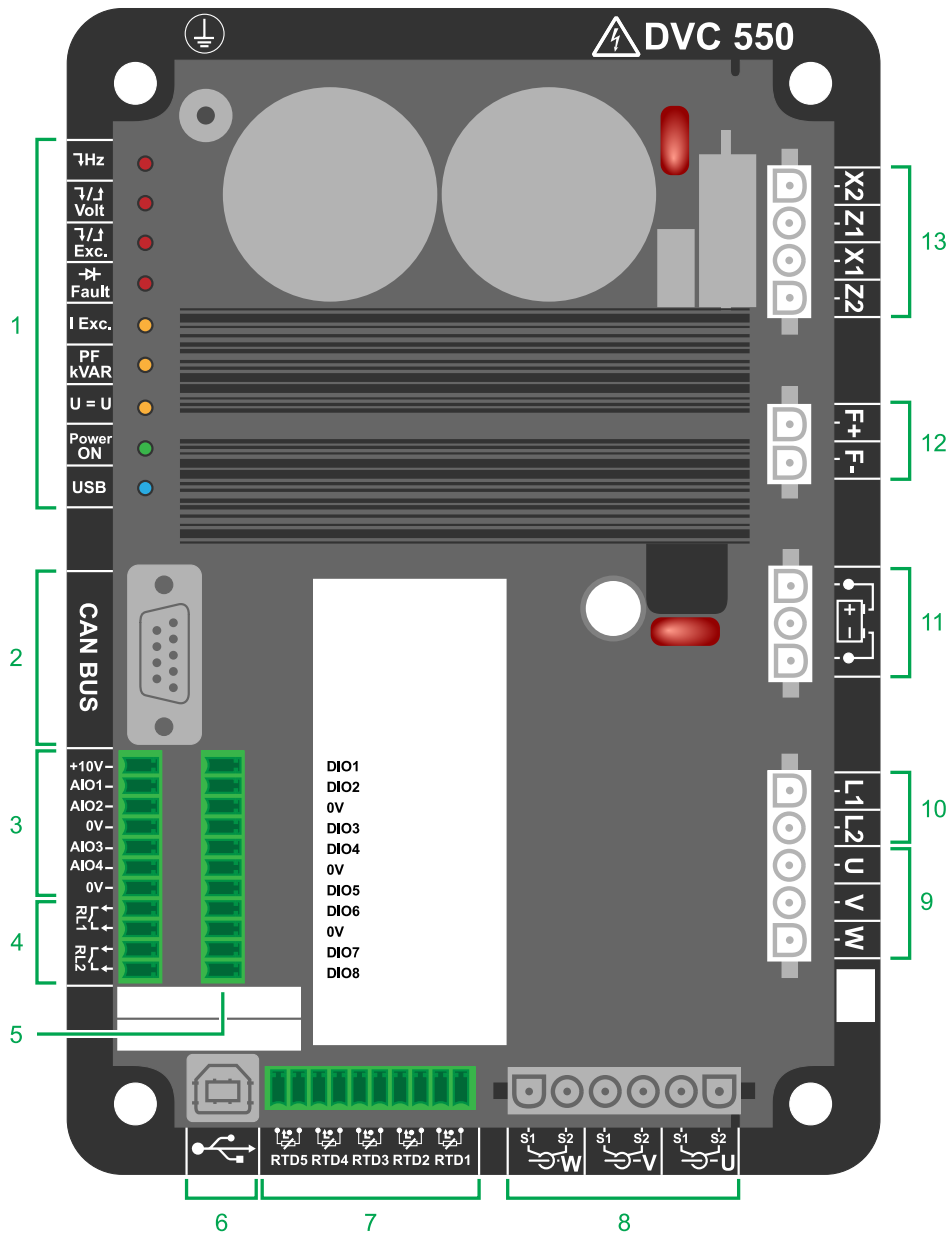 DVC 550
1
Hz
Volt
Exc.
Fault
I Exc.
PF
kVAR
U = U
Power
ON
USB
2
CAN BUS
3
+10V
AIO1
AIO2
0V
AIO3
AIO4
0V
4
RL1
RL2
5
DIO1
DIO2
0V
DIO3
DIO4
0V
DIO5
DIO6
0V
DIO7
DIO8
X2
Z1
X1
Z2
13
F+
F-
12
+
-
11
L1
L2
10
U
V
W
9
RTD5 RTD4 RTD3 RTD2 RTD1
S1 S2 S1 S2 S1 S2
W V U
6 7 8